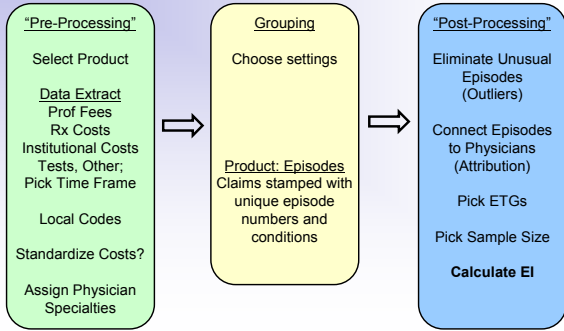 “Pre-Processing”
Select Product
Data Extract
Prof Fees
Rx Costs
Institutional Costs
Tests, Other;
Pick Time Frame
Local Codes
Standardize Costs?
Assign Physician
Specialties
Grouping
Choose settings
Product: Episodes
Claims stamped with
unique episode
numbers and
conditions
“Post-Processing”
Eliminate Unusual
Episodes
(Outliers)
Connect Episodes
to Physicians
(Attribution)
Pick ETGs
Pick Sample Size
Calculate EI